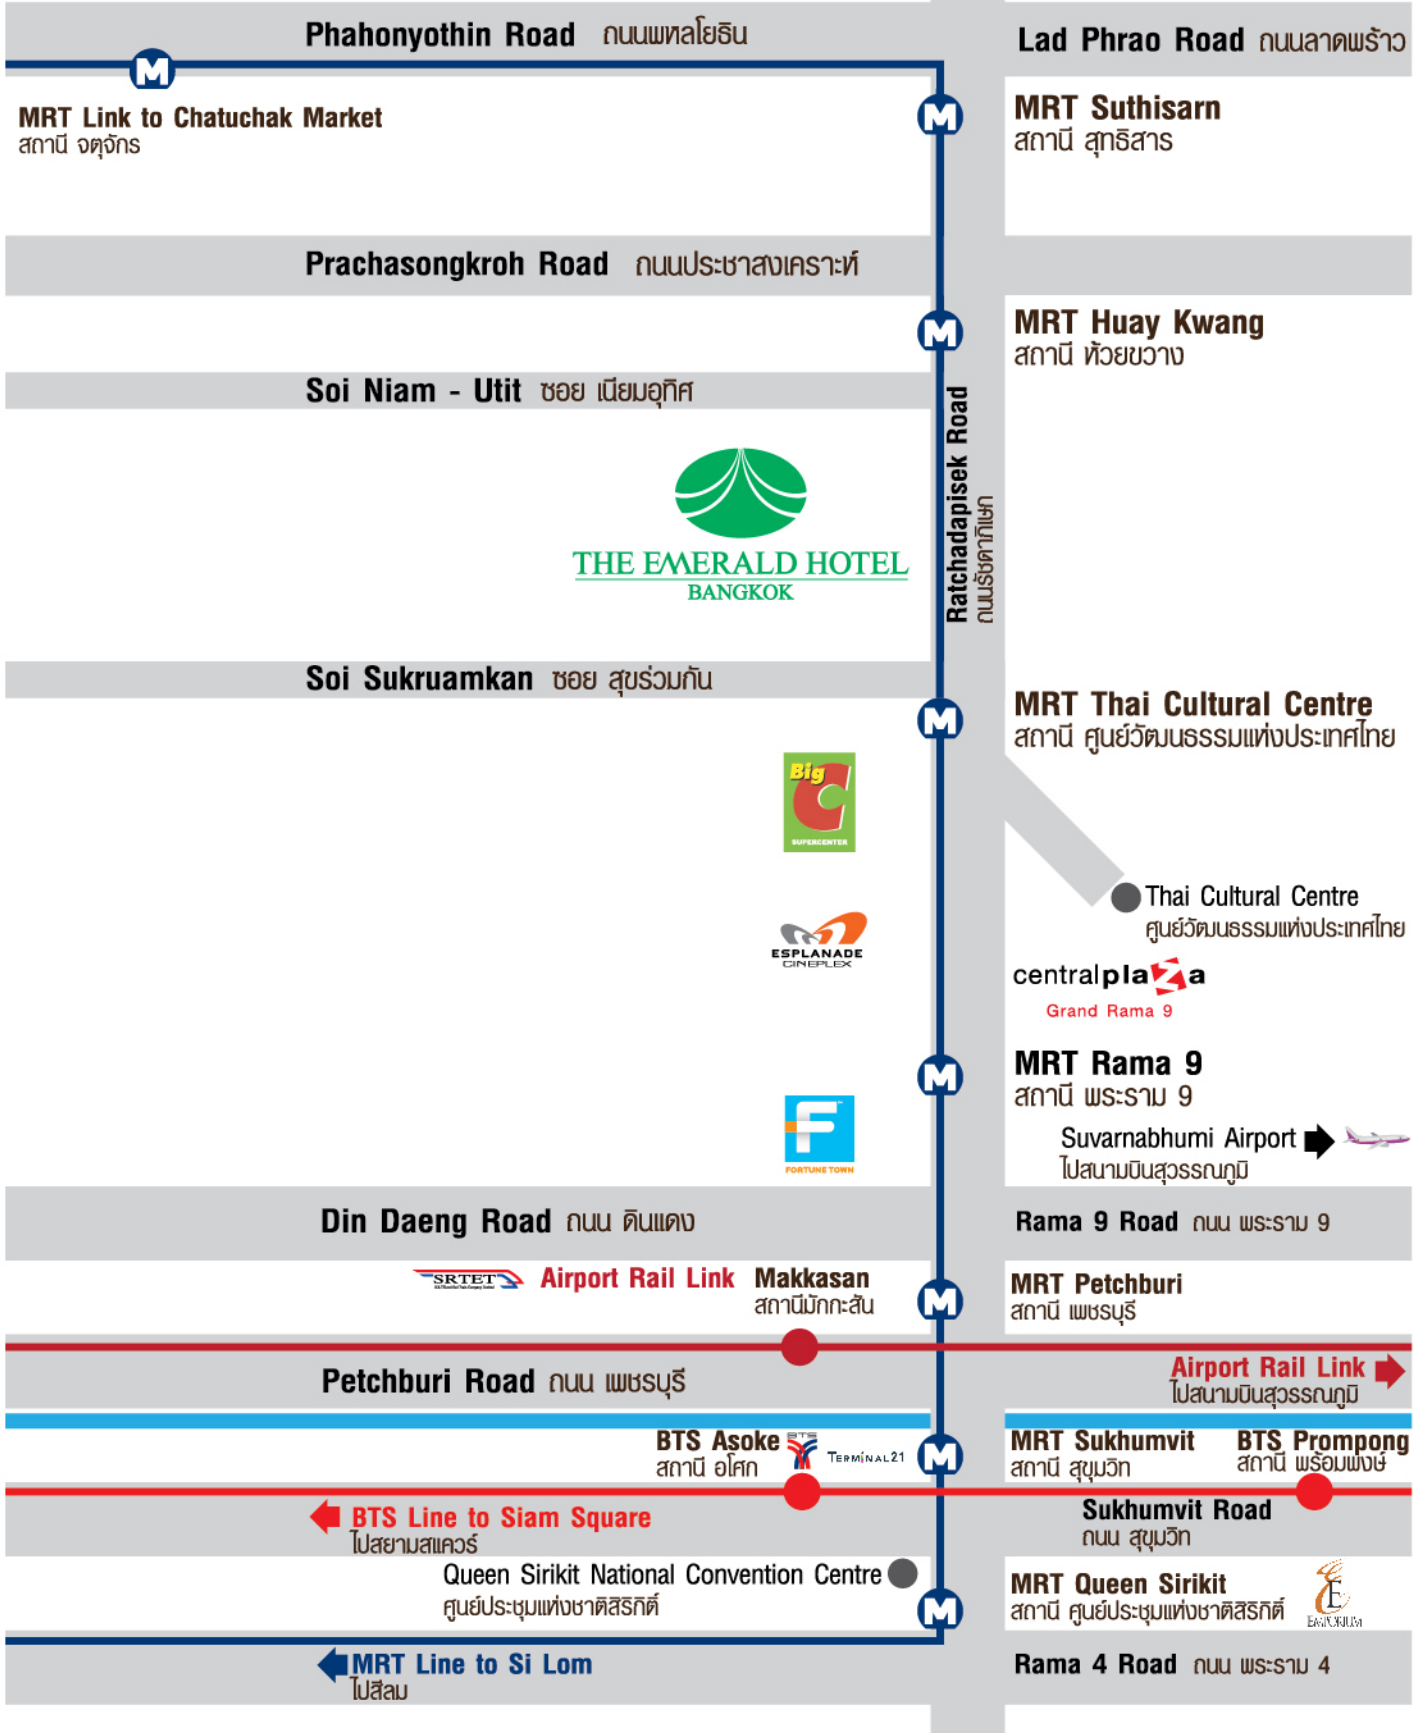 Phahonyothin Road ถนนพหลโยธิน
Lad Phrao Road ถนนลาดพร้าว
M
MRT Link to Chatuchak Market
สถานี จตุจักร
M
MRT Suthisarn
สถานี สุทธิสาร
Prachasongkroh Road ถนนประชาสงเคราะห์
M
MRT Huay Kwang
สถานี ห้วยขวาง
Soi Niam - Utit ซอย เนียมอุทิศ
Ratchadapisek Road
ถนนรัชดาภิเษก
THE EMERALD HOTEL
BANGKOK
Soi Sukruamkan ซอย สุขร่วมกัน
M
MRT Thai Cultural Centre
สถานี ศูนย์วัฒนธรรมแห่งประเทศไทย
Big
C
SUPERCENTER
Thai Cultural Centre
ศูนย์วัฒนธรรมแห่งประเทศไทย
ESPLANADE
CINEPLEX
centralplaza
Grand Rama 9
M
MRT Rama 9
สถานี พระราม 9
F
FORTUNE TOWN
Suvarnabhumi Airport
ไปสนามบินสุวรรณภูมิ
Din Daeng Road ถนน ดินแดง
Rama 9 Road ถนน พระราม 9
SRTET Airport Rail Link Makkasan
สถานีมักกะสัน
M
MRT Petchburi
สถานี เพชรบุรี
Petchburi Road ถนน เพชรบุรี
Airport Rail Link
ไปสนามบินสุวรรณภูมิ
BTS Asoke
สถานี อโศก
BTS
TERMINAL21
M
MRT Sukhumvit
สถานี สุขุมวิท
BTS Prompong
สถานี พร้อมพงษ์
BTS Line to Siam Square
ไปสยามสแควร์
Sukhumvit Road
ถนน สุขุมวิท
Queen Sirikit National Convention Centre
ศูนย์ประชุมแห่งชาติสิริกิติ์
M
MRT Queen Sirikit
สถานี ศูนย์ประชุมแห่งชาติสิริกิติ์
E
EMPORIUM
MRT Line to Si Lom
ไปสีลม
Rama 4 Road ถนน พระราม 4